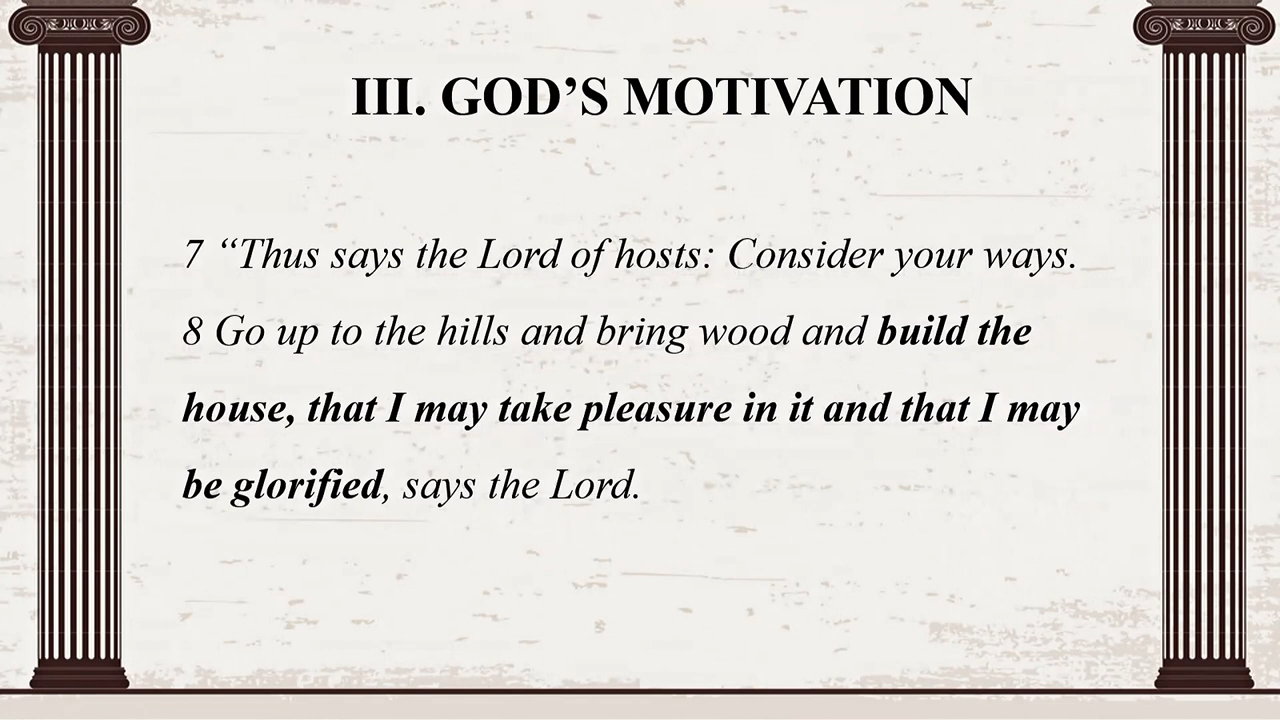 III. GOD’S MOTIVATION
7 “Thus says the Lord of hosts: Consider your ways.
8 Go up to the hills and bring wood and build the
house, that I may take pleasure in it and that I may
be glorified, says the Lord.